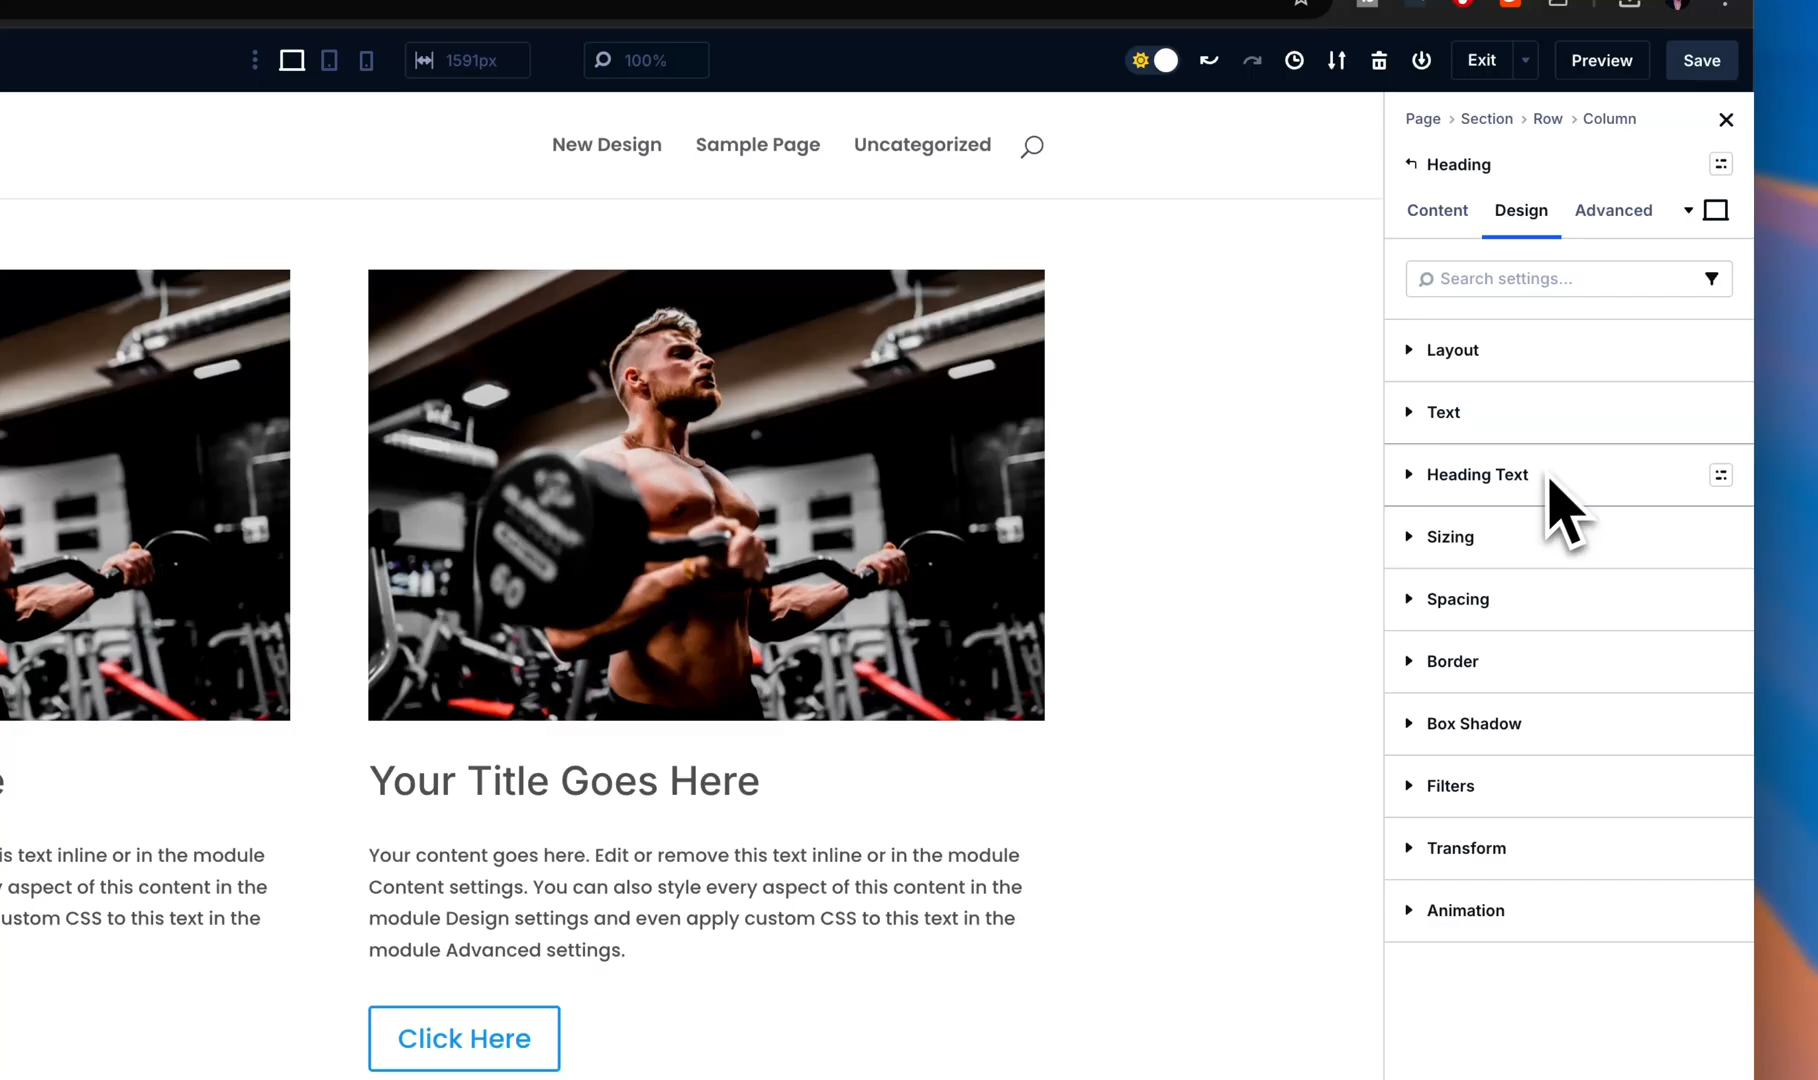 1591px
100%
Exit
Preview
Save
Page > Section > Row > Column
Heading
Content Design Advanced
Search settings...
Layout
Text
Heading Text
Sizing
Spacing
Border
Box Shadow
Filters
Transform
Animation
New Design
Sample Page
Uncategorized
60
e
is text inline or in the module
aspect of this content in the
ustom CSS to this text in the
Your Title Goes Here
Your content goes here. Edit or remove this text inline or in the module
Content settings. You can also style every aspect of this content in the
module Design settings and even apply custom CSS to this text in the
module Advanced settings.
Click Here